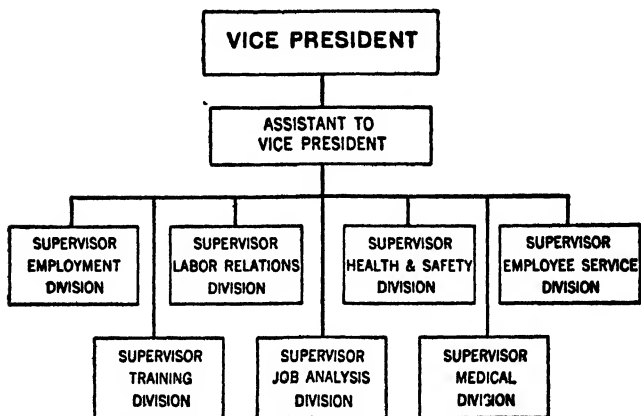 VICE PRESIDENT
ASSISTANT TO
VICE PRESIDENT
SUPERVISOR
EMPLOYMENT
DIVISION
SUPERVISOR
LABOR RELATIONS
DIVISION
SUPERVISOR
HEALTH & SAFETY
DIVISION
SUPERVISOR
EMPLOYEE SERVICE
DIVISION
SUPERVISOR
TRAINING
DIVISION
SUPERVISOR
JOB ANALYSIS
DIVISION
SUPERVISOR
MEDICAL
DIVISION